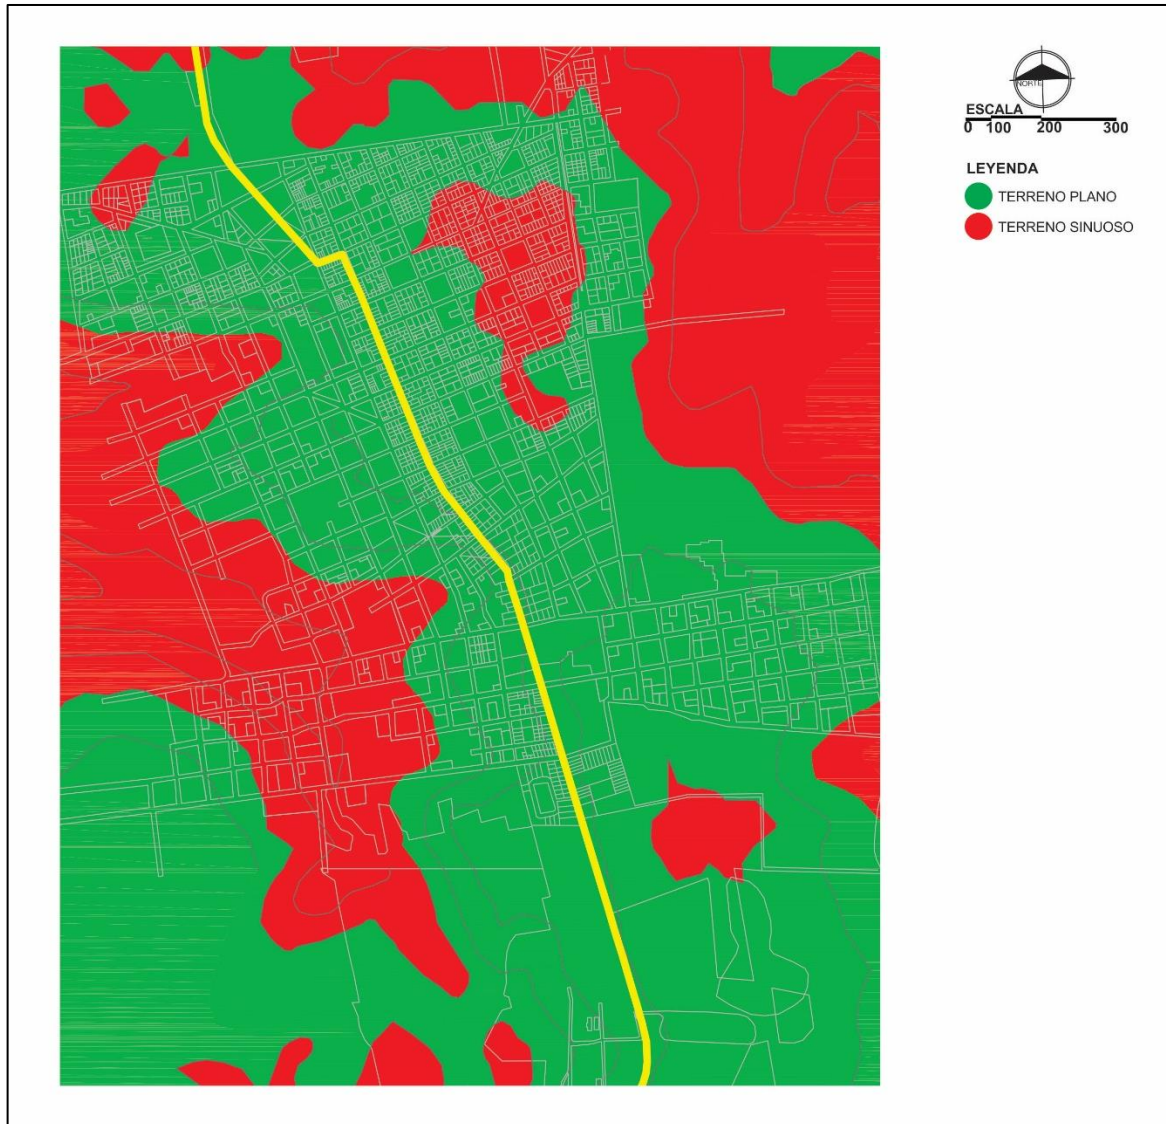 NORTE
ESCALA
0 100 200 300
LEYENDA
TERRENO PLANO
TERRENO SINUOSO